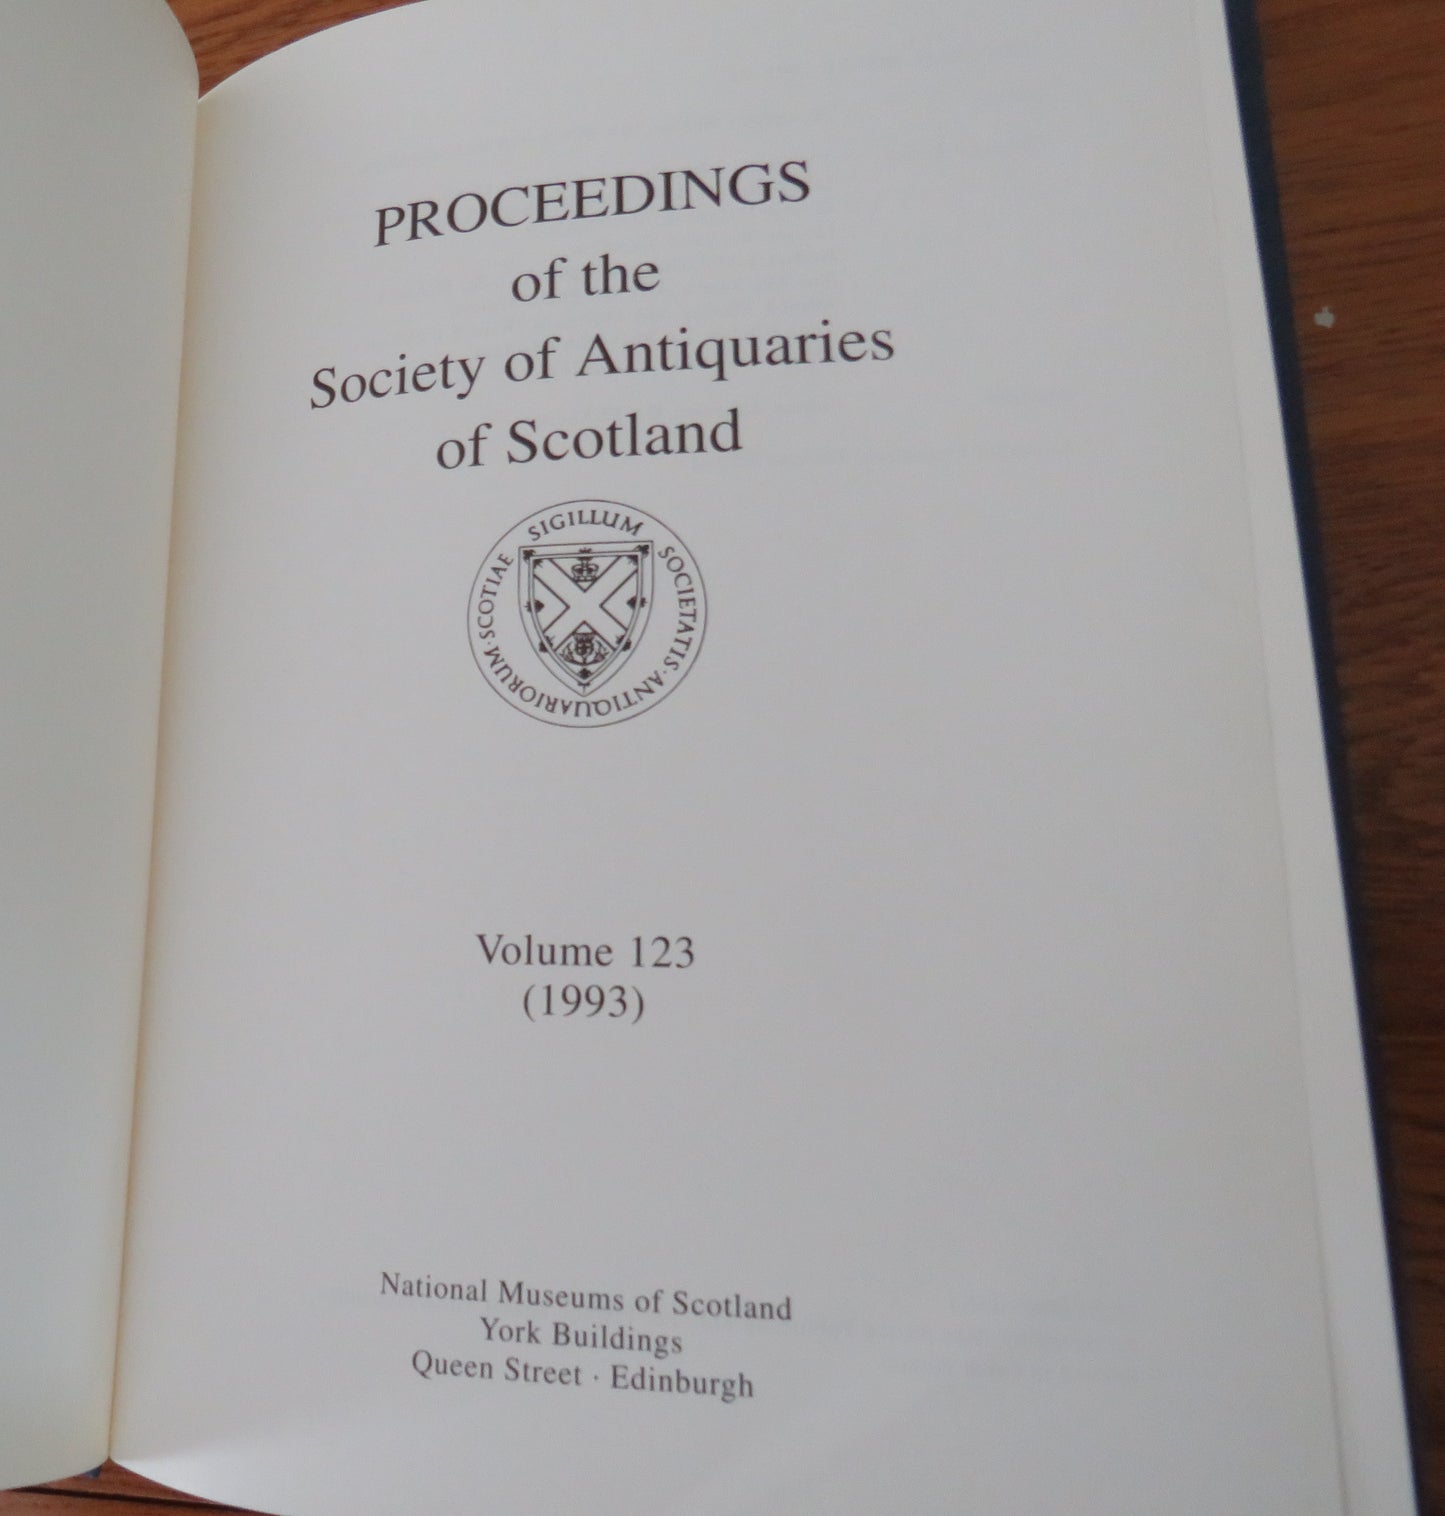 PROCEEDINGS
of the
Society of Antiquaries
of Scotland
SIGILLUM SOCIETATIS · ANTIQUARIORUM · SCOTIAE
Volume 123
(1993)
National Museums of Scotland
York Buildings
Queen Street · Edinburgh